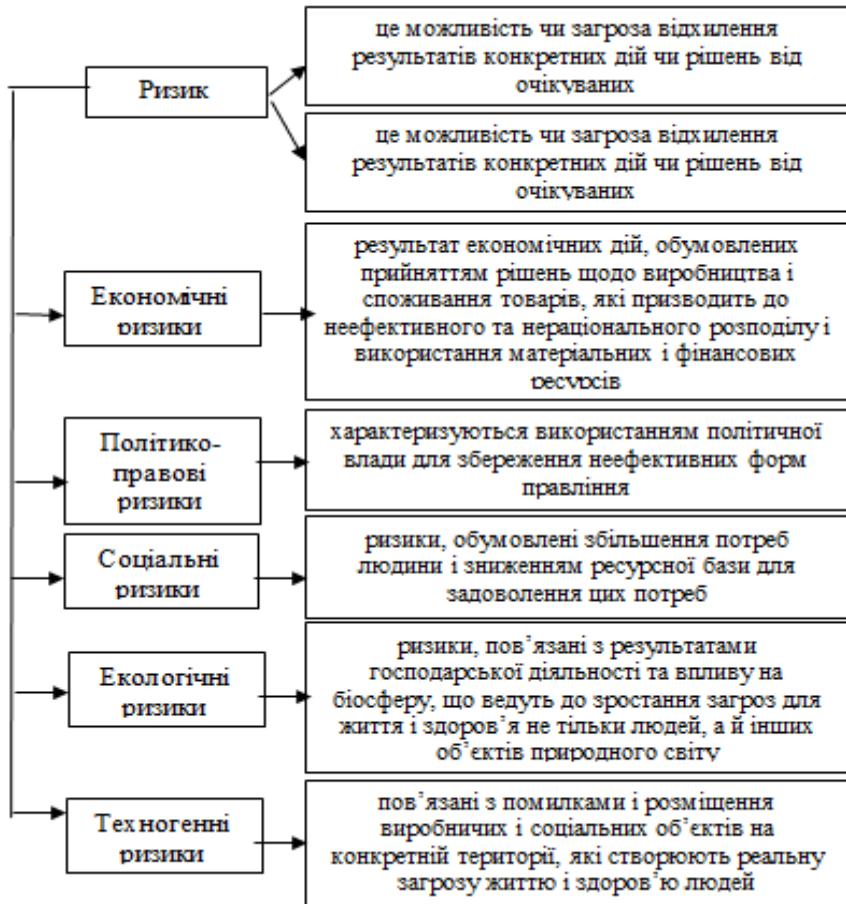 Ризик
це можливість чи загроза відхилення
результатів конкретних дій чи рішень від
очікуваних
це можливість чи загроза відхилення
результатів конкретних дій чи рішень від
очікуваних
Економічні
ризики
результат економічних дій, обумовлених
прийняттям рішень щодо виробництва і
споживання товарів, які призводить до
неефективного та нераціонального розподілу і
використання матеріальних і фінансових
ресурсів
Політико-
правові
ризики
характеризуються використанням політичної
влади для збереження неефективних форм
правління
Соціальні
ризики
ризики, обумовлені збільшення потреб
людини і зниженням ресурсної бази для
задоволення цих потреб
Екологічні
ризики
ризики, пов’язані з результатами
господарської діяльності та впливу на
біосферу, що ведуть до зростання загроз для
життя і здоров’я не тільки людей, а й інших
об’єктів природного світу
Техногенні
ризики
пов’язані з помилками і розміщення
виробничих і соціальних об’єктів на
конкретній території, які створюють реальну
загрозу життю і здоров’ю людей